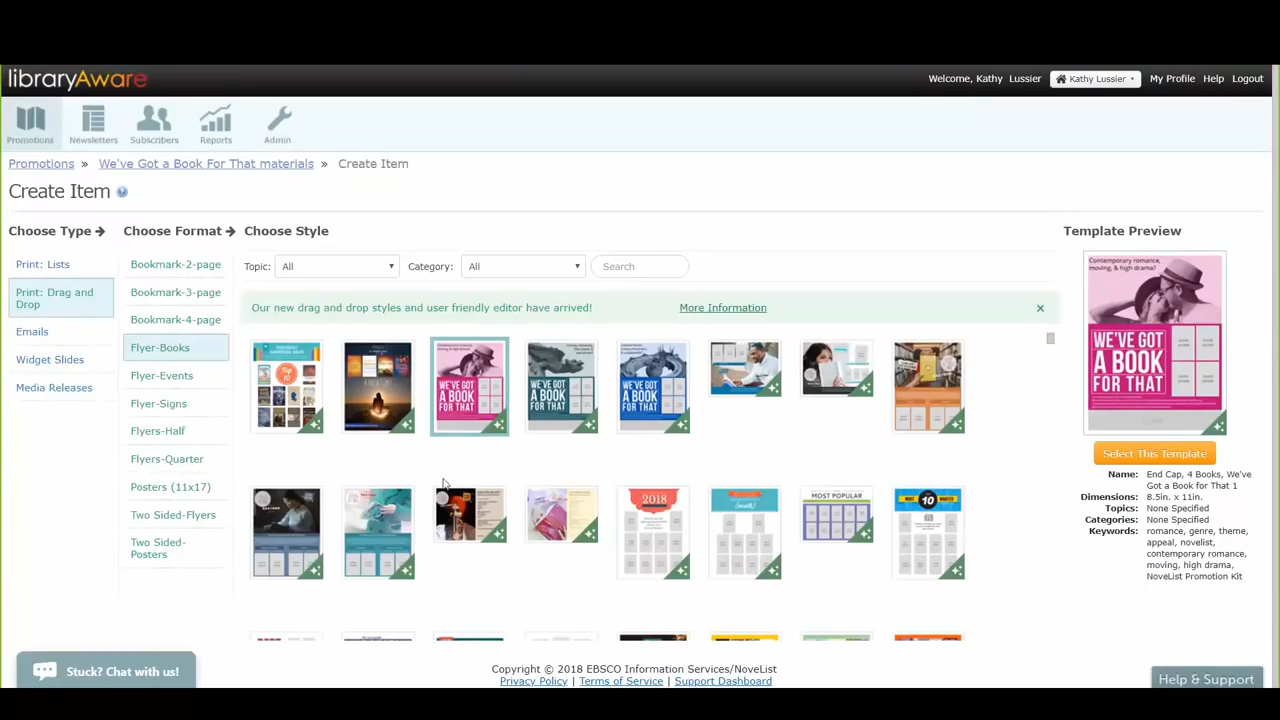 libraryAware
Welcome, Kathy Lussier
Kathy Lussier
My Profile
Help
Logout
Promotions
Newsletters
Subscribers
Reports
Admin
Promotions » We've Got a Book For That materials » Create Item
Create Item
Choose Type
Choose Format
Choose Style
Template Preview
Print: Lists
Print: Drag and
Drop
Emails
Widget Slides
Media Releases
Bookmark-2-page
Bookmark-3-page
Bookmark-4-page
Flyer-Books
Flyer-Events
Flyer-Signs
Flyers-Half
Flyers-Quarter
Posters (11x17)
Two Sided-Flyers
Two Sided-
Posters
Topic: All
Category: All
Search
Our new drag and drop styles and user friendly editor have arrived!
More Information
Top
10
WE'VE
GOT A
BOOK
FOR THAT
WE'VE
GOT A
BOOK
FOR THAT
WE'VE
GOT A
BOOK
FOR THAT
2018
MOST POPULAR
10
Contemporary romance,
moving, & high drama?
WE'VE
GOT A
BOOK
FOR THAT
Select This Template
Name: End Cap, 4 Books, We've
Got a Book for That 1
Dimensions: 8.5in. x 11in.
Topics: None Specified
Categories: None Specified
Keywords: romance, genre, theme,
appeal, novelist,
contemporary romance,
moving, high drama,
NoveList Promotion Kit
Stuck? Chat with us!
Copyright © 2018 EBSCO Information Services/NoveList
Privacy Policy | Terms of Service | Support Dashboard
Help & Support